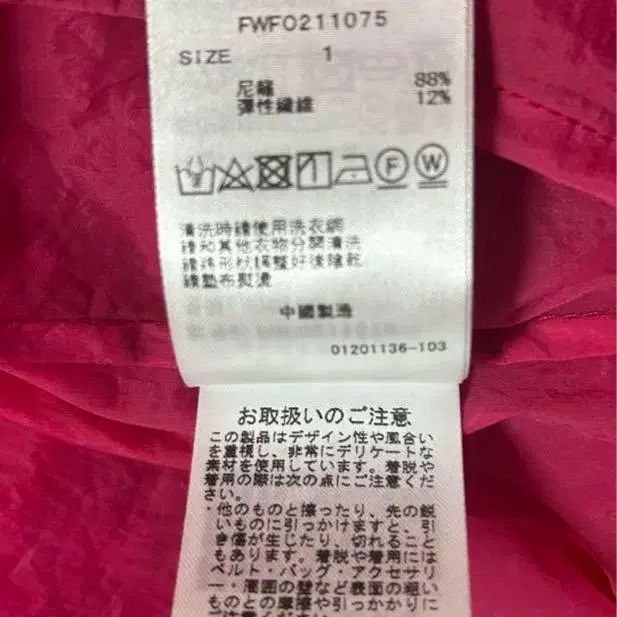 FWFO211075
SIZE 1
尼龍 88%
彈性纖維 12%
F W
清洗時請使用洗衣網
請和其他衣物分開清洗
請將形狀調整好後陰乾
請墊布熨燙
中國製造
01201136-103
お取扱いのご注意
この製品はデザイン性や風合い
を重視し、非常にデリケートな
素材を使用しています。着脱や
着用の際は次の点にご注意くだ
さい。
・他のものと擦ったり、先の鋭
いものに引っかけますと、引
き傷が生じたり、切れること
もあります。着脱や着用には
ベルト・バッグ・アクセサリ
ー・周囲の壁など表面の粗い
ものとの摩擦や引っかかりに